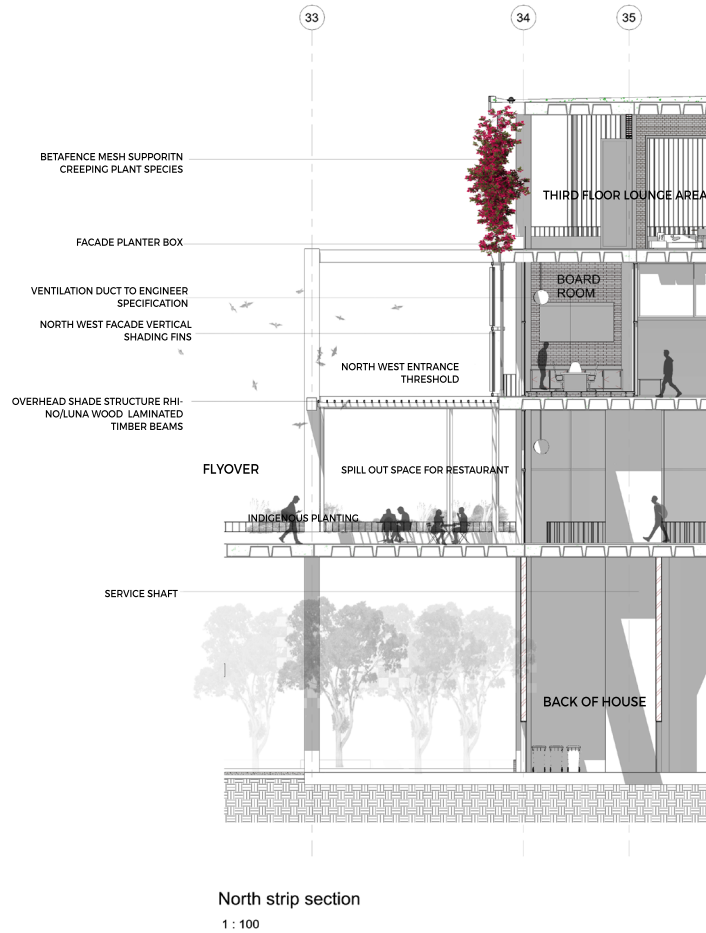 33
34
35
BETAFENCE MESH SUPPORITN
CREEPING PLANT SPECIES
THIRD FLOOR LOUNGE AREA
FACADE PLANTER BOX
VENTILATION DUCT TO ENGINEER
SPECIFICATION
BOARD
ROOM
NORTH WEST FACADE VERTICAL
SHADING FINS
NORTH WEST ENTRANCE
THRESHOLD
OVERHEAD SHADE STRUCTURE RHI-
NO/LUNA WOOD LAMINATED
TIMBER BEAMS
FLYOVER
SPILL OUT SPACE FOR RESTAURANT
INDIGENOUS PLANTING
SERVICE SHAFT
BACK OF HOUSE
North strip section
1 : 100